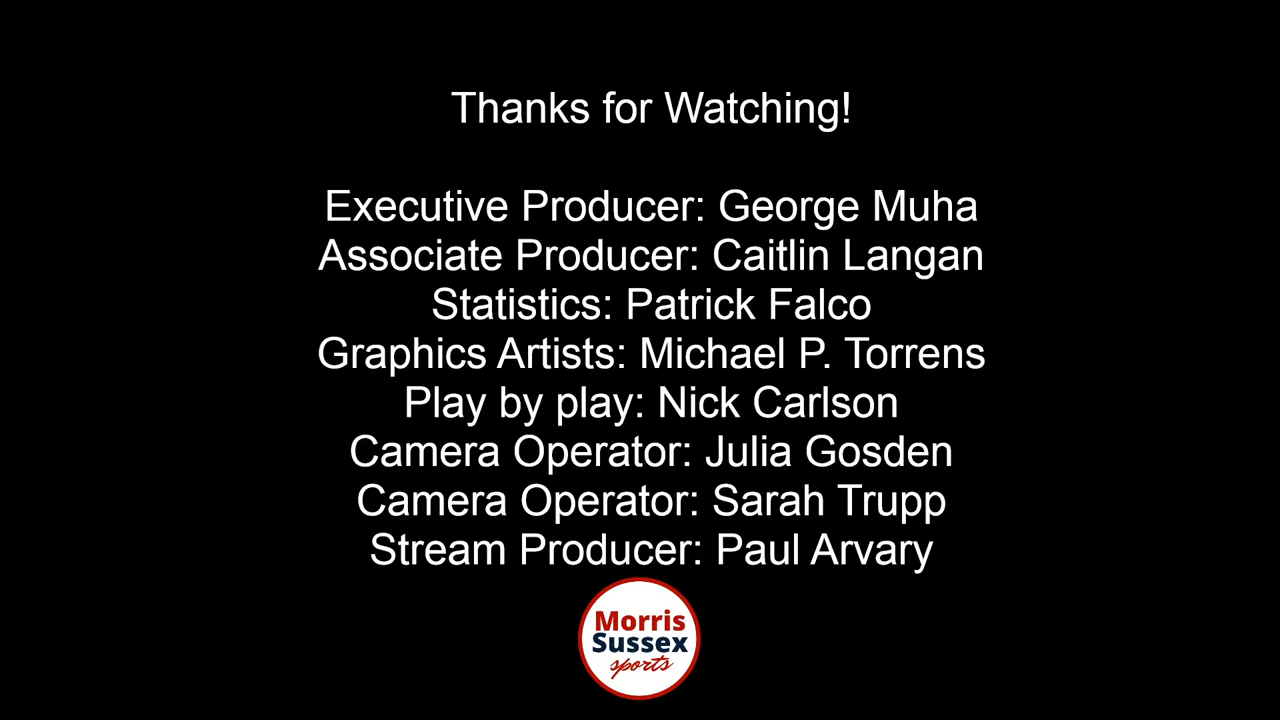 Thanks for Watching!
Executive Producer: George Muha
Associate Producer: Caitlin Langan
Statistics: Patrick Falco
Graphics Artists: Michael P. Torrens
Play by play: Nick Carlson
Camera Operator: Julia Gosden
Camera Operator: Sarah Trupp
Stream Producer: Paul Arvary
Morris
Sussex
sports